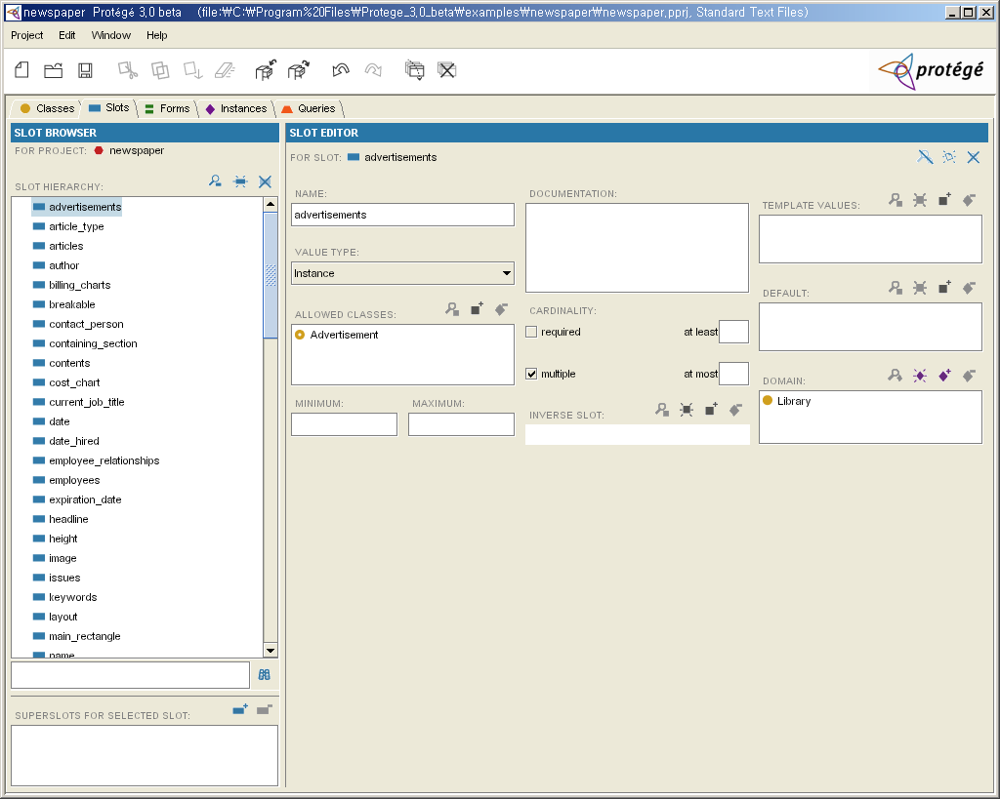 newspaper  Protégé 3,0 beta    (file:₩C:₩Program%20Files₩Protege_3,0_beta₩examples₩newspaper₩newspaper,pprj, Standard Text Files)
Project Edit Window Help
protégé
Classes Slots Forms Instances Queries
SLOT BROWSER
FOR PROJECT: newspaper
SLOT HIERARCHY:
advertisements
article_type
articles
author
billing_charts
breakable
contact_person
containing_section
contents
cost_chart
current_job_title
date
date_hired
employee_relationships
employees
expiration_date
headline
height
image
issues
keywords
layout
main_rectangle
name
SUPERSLOTS FOR SELECTED SLOT:
SLOT EDITOR
FOR SLOT: advertisements
NAME:
advertisements
VALUE TYPE:
Instance
ALLOWED CLASSES:
Advertisement
MINIMUM: MAXIMUM:
DOCUMENTATION:
CARDINALITY:
required at least
multiple at most
INVERSE SLOT:
TEMPLATE VALUES:
DEFAULT:
DOMAIN:
Library